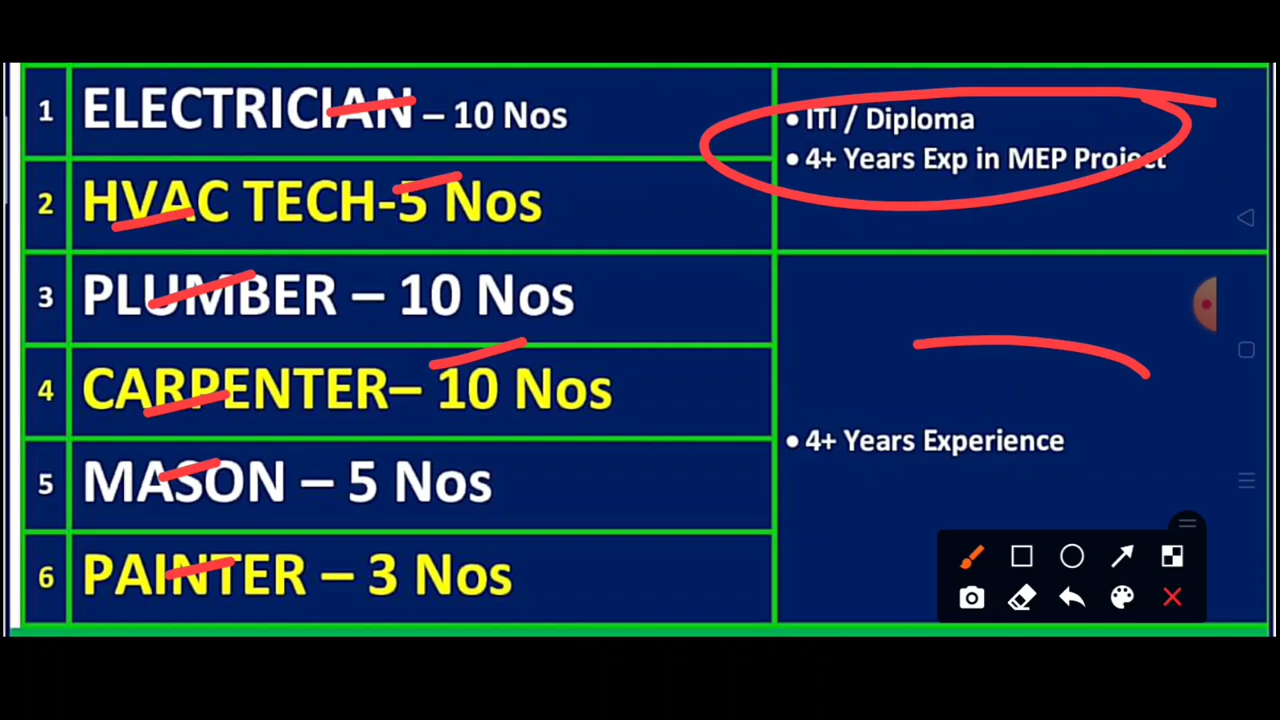 1 ELECTRICIAN – 10 Nos
• ITI / Diploma
• 4+ Years Exp in MEP Project
2 HVAC TECH-5 Nos
3 PLUMBER – 10 Nos
4 CARPENTER– 10 Nos
• 4+ Years Experience
5 MASON – 5 Nos
6 PAINTER – 3 Nos